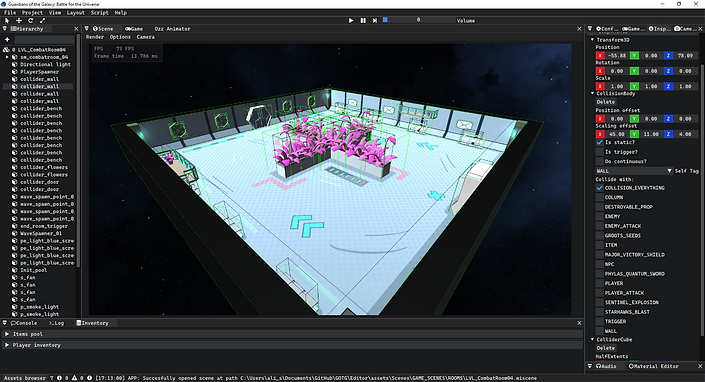 Guardians of the Galaxy: Battle for the Universe
File Project View Layout Script Help
0 Volume
Hierarchy
LVL_CombatRoom04
sm_combatroom_04
Directional light
PlayerSpawner
collider_wall
collider_wall
collider_wall
collider_wall
collider_bench
collider_bench
collider_bench
collider_bench
collider_bench
collider_bench
collider_bench
collider_bench
collider_flowers
collider_flowers
collider_door
collider_door
wave_spawn_point_0
wave_spawn_point_0
wave_spawn_point_0
end_room_trigger
WaveSpawner_01
pe_light_blue_scre
pe_light_blue_scre
pe_light_blue_scre
Init_pool
s_fan
s_fan
s_fan
s_fan
p_smoke_light
p_smoke_light
Scene Game Ozz Animator
Render Options Camera
FPS 73 FPS
Frame time 13.786 ms
Conf… Game… Insp… Came…
Transform3D
Position
X -55.88 Y 0.00 Z 78.09
Rotation
X 0.00 Y 0.00 Z 0.00
Scale
X 1.00 Y 1.00 Z 1.00
CollisionBody
Delete
Position offset
X 0.00 Y 0.00 Z 0.00
Scaling offset
X 45.00 Y 11.00 Z 4.00
Is static?
Is trigger?
Do continuous?
WALL Self Tag
Collide with:
COLLISION_EVERYTHING
COLUMN
DESTROYABLE_PROP
ENEMY
ENEMY_ATTACK
GROOTS_SEEDS
ITEM
MAJOR_VICTORY_SHIELD
NPC
PHYLAS_QUANTUM_SWORD
PLAYER
PLAYER_ATTACK
SENTINEL_EXPLOSION
STARHAWKS_BLAST
TRIGGER
WALL
ColliderCube
Delete
HalfExtents
Audio Material Editor
Console Log Inventory
Items pool
Player inventory
Assets browser 7 0 0 0 [17:13:00] APP: Succesfully opened scene at path C:\Users\ali_s\Documents\GitHub\GOTG\Editor\assets\Scenes\GAME_SCENES\ROOMS\LVL_CombatRoom04.miscene